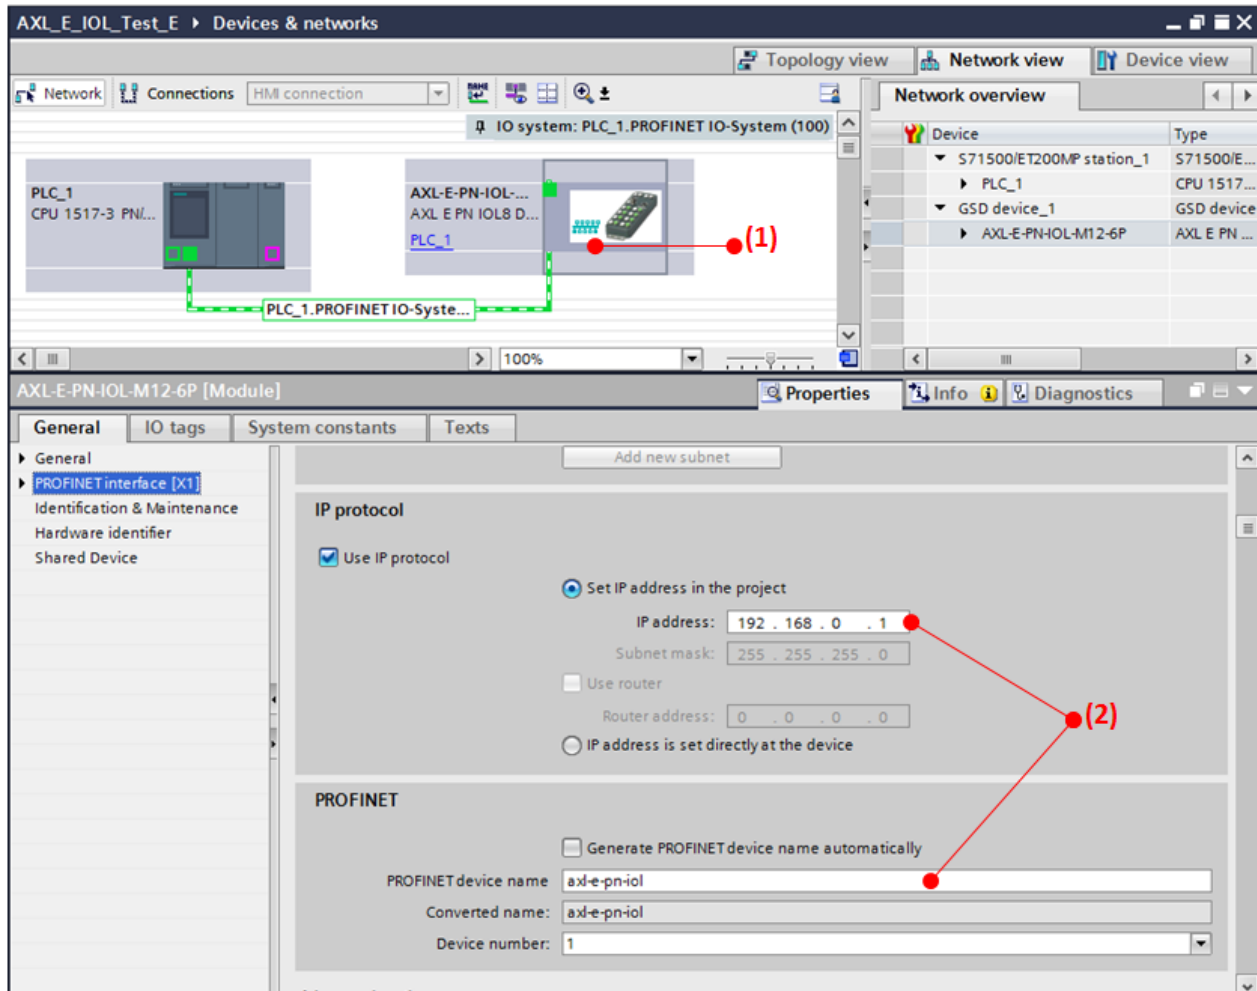 AXL_E_IOL_Test_E ▸ Devices & networks
Topology view
Network view
Device view
Network
Connections
HMI connection
IO system: PLC_1.PROFINET IO-System (100)
PLC_1
CPU 1517-3 PN/...
AXL-E-PN-IOL-...
AXL E PN IOL8 D...
PLC_1
(1)
PLC_1.PROFINET IO-Syste...
100%
Network overview
Device Type
S71500/ET200MP station_1 S71500/E...
PLC_1 CPU 1517...
GSD device_1 GSD device
AXL-E-PN-IOL-M12-6P AXL E PN ...
AXL-E-PN-IOL-M12-6P [Module]
Properties
Info
Diagnostics
General
IO tags
System constants
Texts
General
PROFINET interface [X1]
Identification & Maintenance
Hardware identifier
Shared Device
Add new subnet
IP protocol
Use IP protocol
Set IP address in the project
IP address: 192 . 168 . 0 . 1
Subnet mask: 255 . 255 . 255 . 0
Use router
Router address: 0 . 0 . 0 . 0
IP address is set directly at the device
(2)
PROFINET
Generate PROFINET device name automatically
PROFINET device name axl-e-pn-iol
Converted name: axl-e-pn-iol
Device number: 1